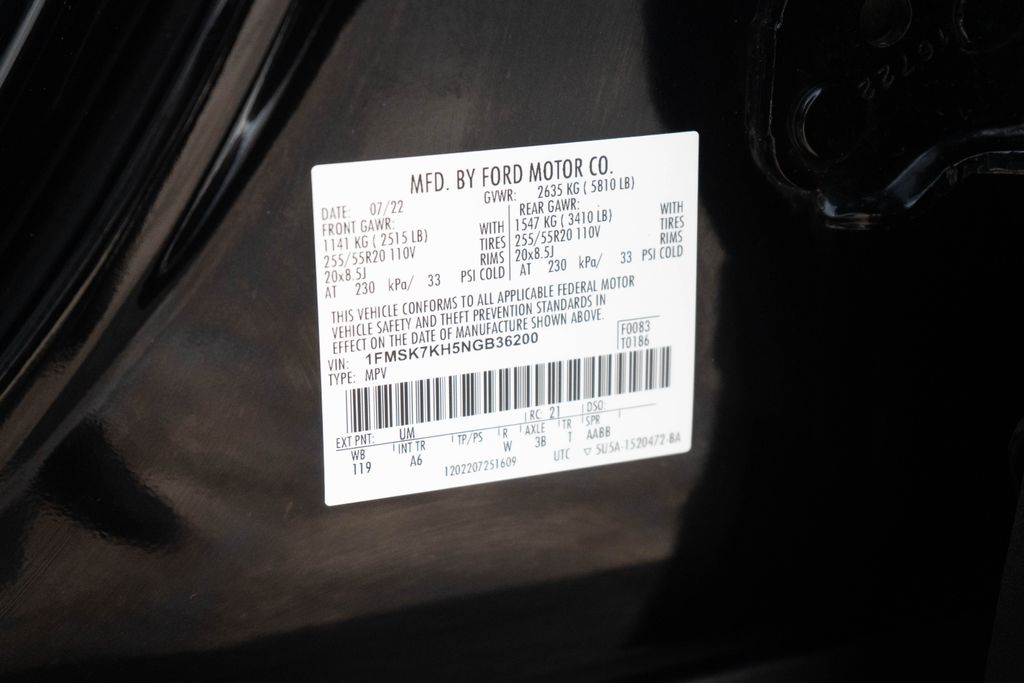 16722
MFD. BY FORD MOTOR CO.
DATE: 07/22 GVWR: 2635 KG ( 5810 LB)
FRONT GAWR: REAR GAWR:
1141 KG ( 2515 LB) WITH 1547 KG ( 3410 LB) WITH
255/55R20 110V TIRES 255/55R20 110V TIRES
20x8.5J RIMS 20x8.5J RIMS
AT 230 kPa/ 33 PSI COLD AT 230 kPa/ 33 PSI COLD
THIS VEHICLE CONFORMS TO ALL APPLICABLE FEDERAL MOTOR
VEHICLE SAFETY AND THEFT PREVENTION STANDARDS IN
EFFECT ON THE DATE OF MANUFACTURE SHOWN ABOVE.
VIN: 1FMSK7KH5NGB36200 F0083
TYPE: MPV T0186
EXT PNT: UM RC: 21 DSO:
WB INT TR TP/PS R AXLE TR SPR
119 A6 W 3B T AABB
1202207251609 UTC ▽ 5U5A-1520472-BA